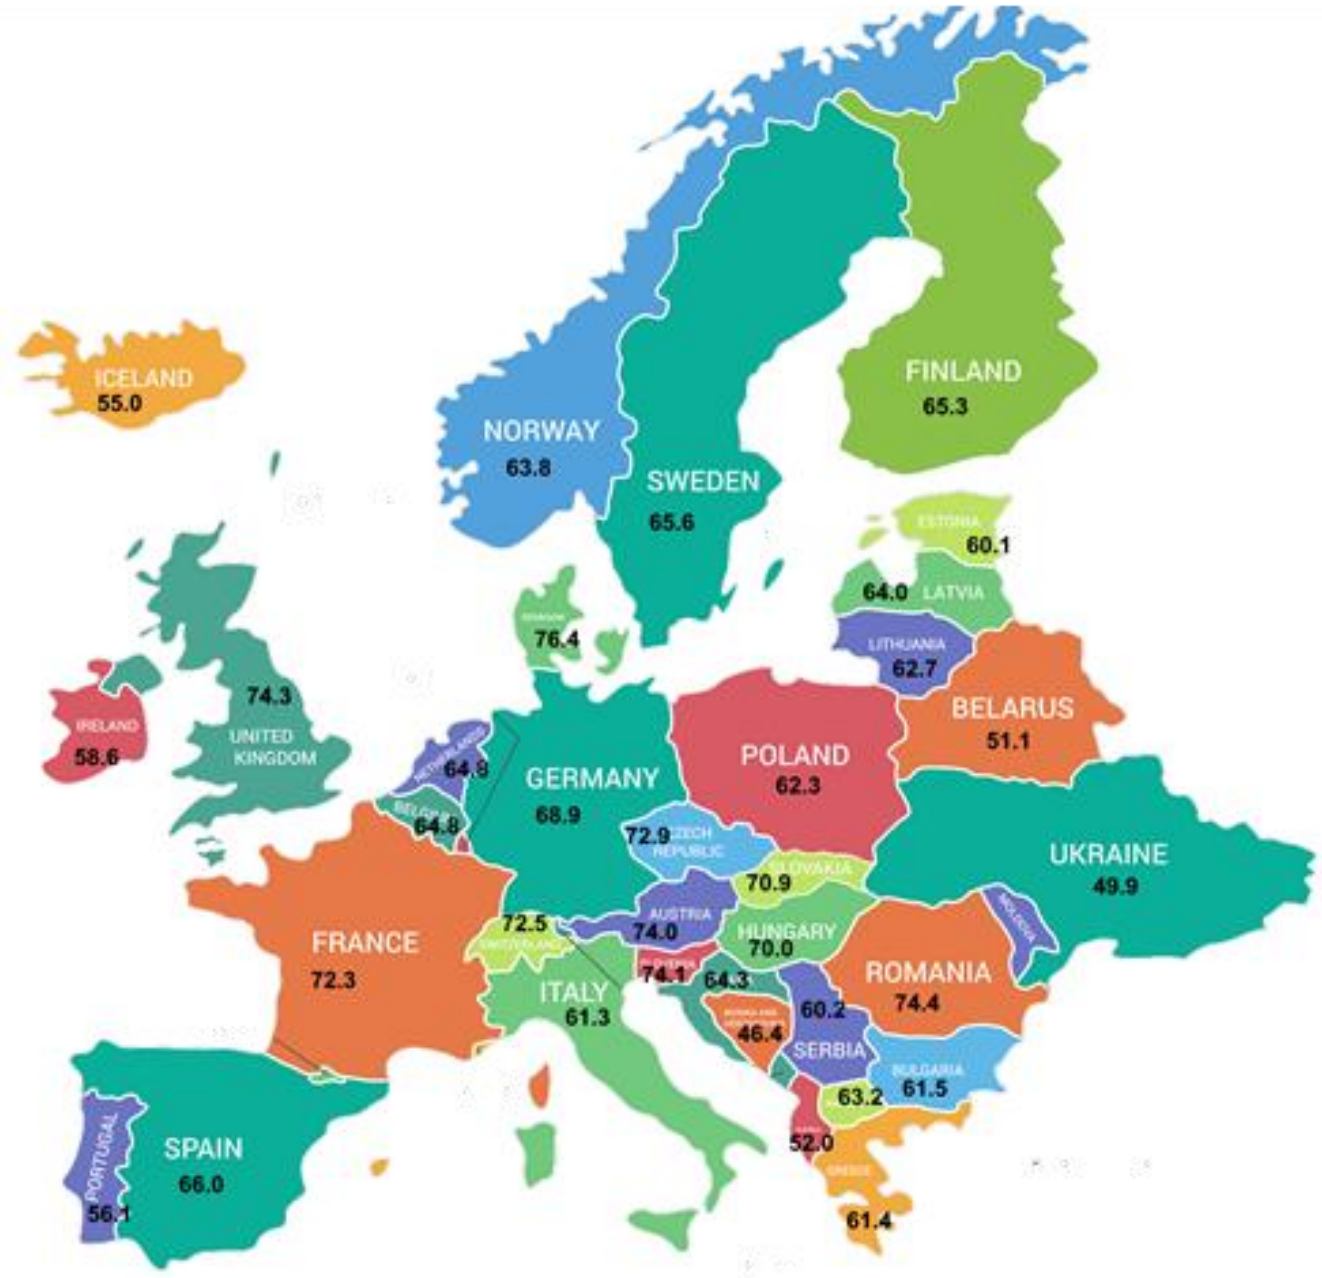 ICELAND
55.0
NORWAY
63.8
SWEDEN
65.6
FINLAND
65.3
ESTONIA
60.1
64.0 LATVIA
LITHUANIA
62.7
BELARUS
51.1
76.4
74.3
UNITED
KINGDOM
IRELAND
58.6
NETHERLANDS
64.8
64.8
GERMANY
68.9
POLAND
62.3
72.9
CZECH
REPUBLIC
SLOVAKIA
70.9
UKRAINE
49.9
MOLDOVA
AUSTRIA
74.0
HUNGARY
70.0
72.5
SWITZERLAND
FRANCE
72.3
ITALY
61.3
SLOVENIA
74.1
64.3
46.4
60.2
SERBIA
ROMANIA
74.4
BULGARIA
61.5
63.2
52.0
GREECE
61.4
PORTUGAL
56.1
SPAIN
66.0